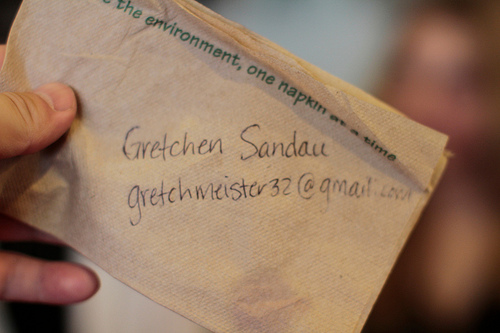 the environment, one napkin at a time
Gretchen Sandau
gretchmeister32@gmail.com